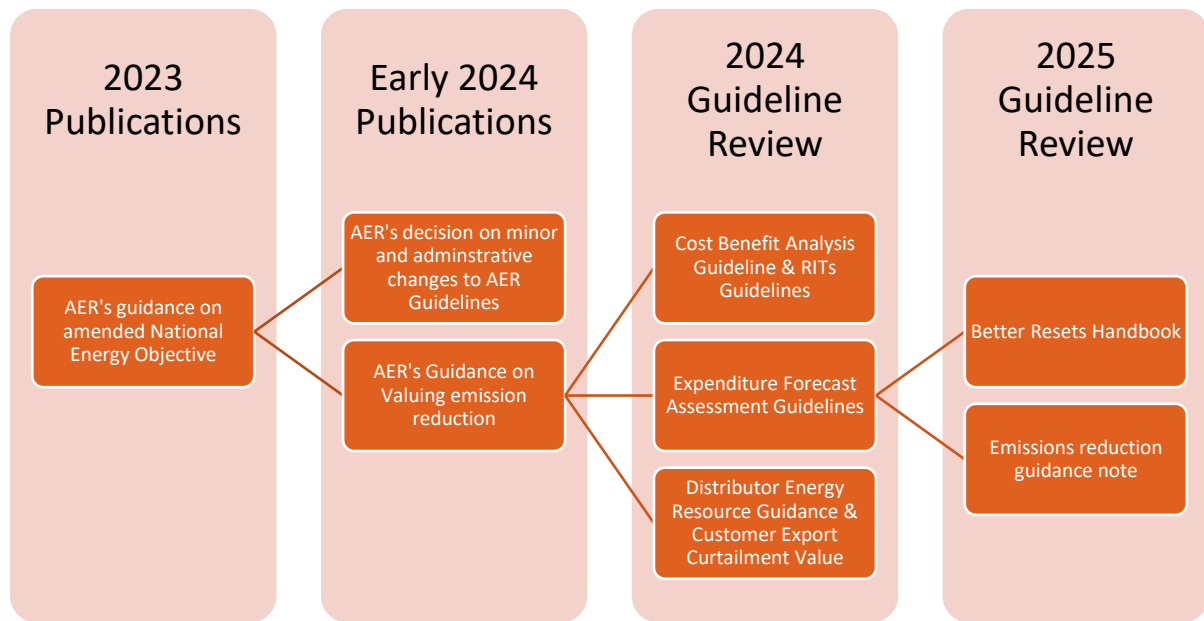 2023
Publications
AER's guidance on
amended National
Energy Objective
Early 2024
Publications
AER's decision on minor
and adminstrative
changes to AER
Guidelines
AER's Guidance on
Valuing emission
reduction
2024
Guideline
Review
Cost Benefit Analysis
Guideline & RITs
Guidelines
Expenditure Forecast
Assessment Guidelines
Distributor Energy
Resource Guidance &
Customer Export
Curtailment Value
2025
Guideline
Review
Better Resets Handbook
Emissions reduction
guidance note